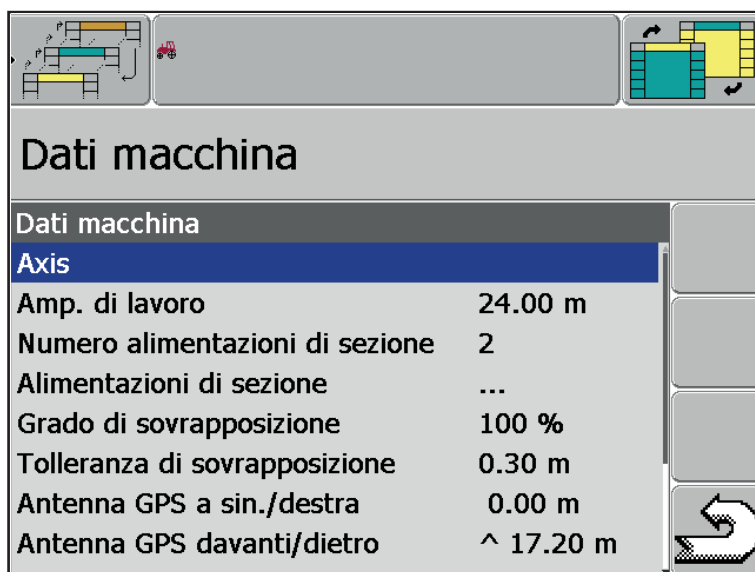 Dati macchina
Dati macchina
Axis
Amp. di lavoro 24.00 m
Numero alimentazioni di sezione 2
Alimentazioni di sezione ...
Grado di sovrapposizione 100 %
Tolleranza di sovrapposizione 0.30 m
Antenna GPS a sin./destra 0.00 m
Antenna GPS davanti/dietro ^ 17.20 m